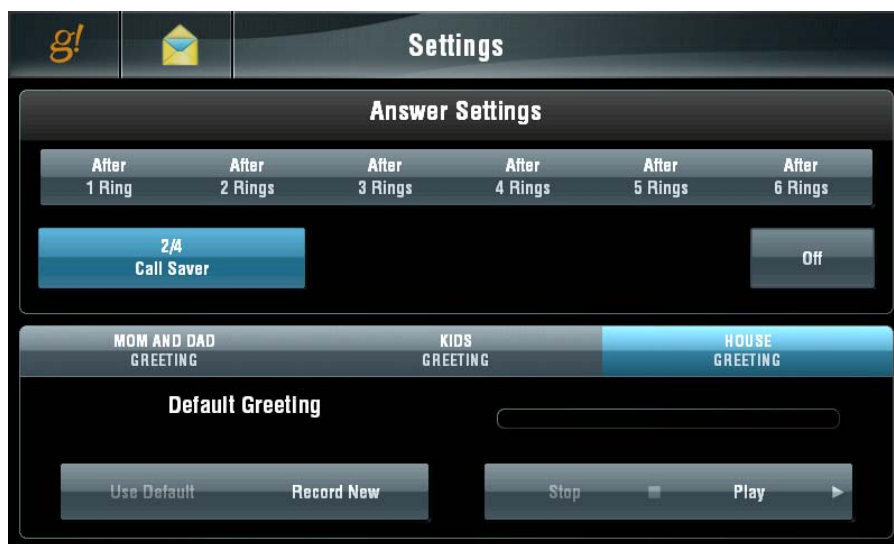 g!
Settings
Answer Settings
After After After After After After
1 Ring 2 Rings 3 Rings 4 Rings 5 Rings 6 Rings
2/4
Call Saver
Off
MOM AND DAD KIDS HOUSE
GREETING GREETING GREETING
Default Greeting
Use Default Record New Stop Play